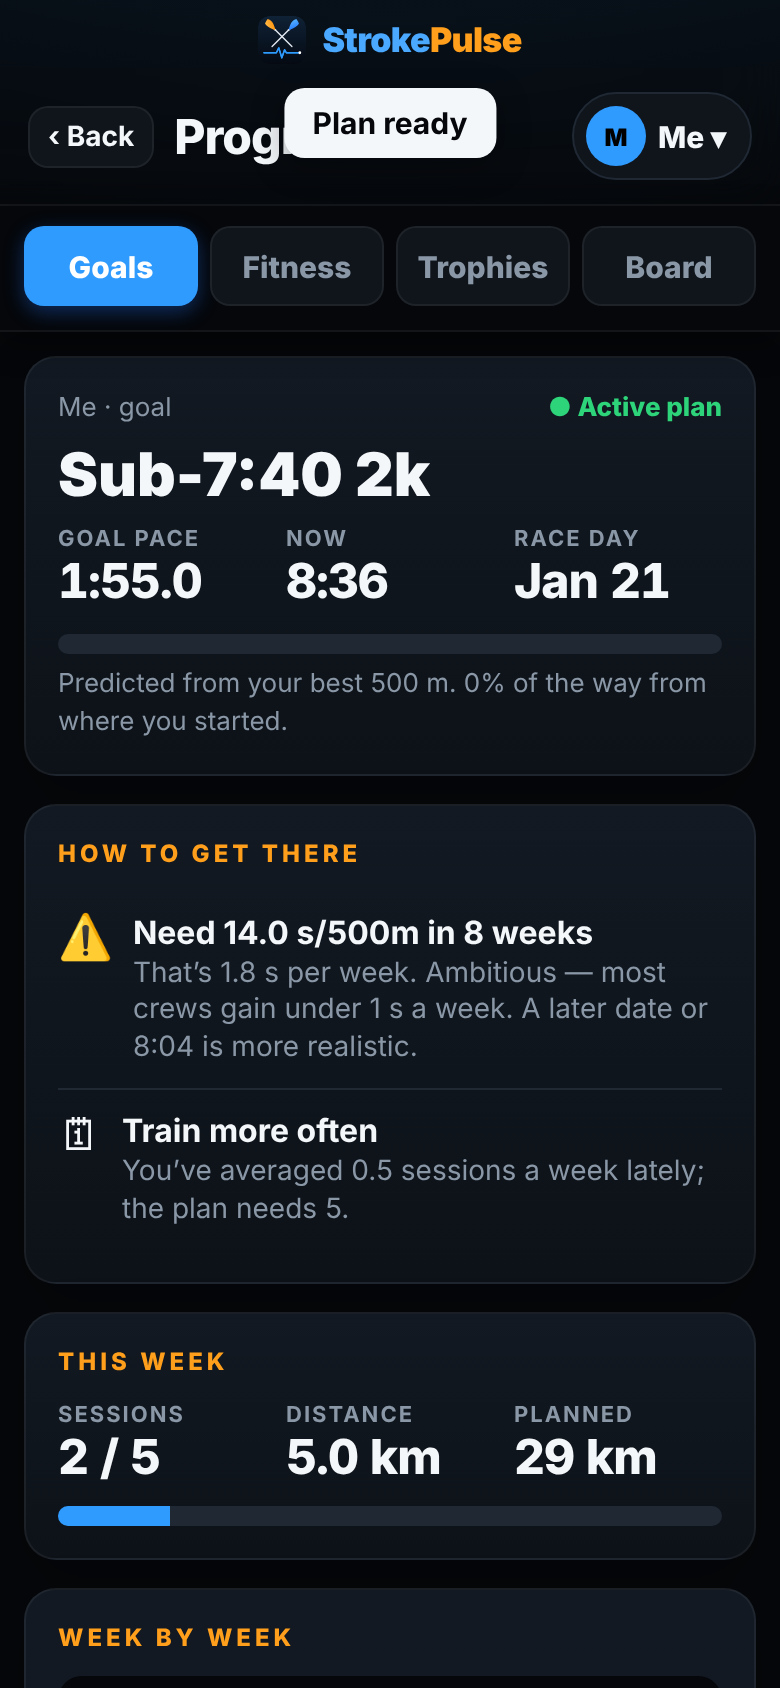 StrokePulse
‹ Back
Plan ready
M
Me ▾
Goals
Fitness
Trophies
Board
Me · goal
Active plan
Sub-7:40 2k
GOAL PACE
NOW
RACE DAY
1:55.0
8:36
Jan 21
Predicted from your best 500 m. 0% of the way from
where you started.
HOW TO GET THERE
Need 14.0 s/500m in 8 weeks
That’s 1.8 s per week. Ambitious — most
crews gain under 1 s a week. A later date or
8:04 is more realistic.
Train more often
You’ve averaged 0.5 sessions a week lately;
the plan needs 5.
THIS WEEK
SESSIONS
DISTANCE
PLANNED
2 / 5
5.0 km
29 km
WEEK BY WEEK